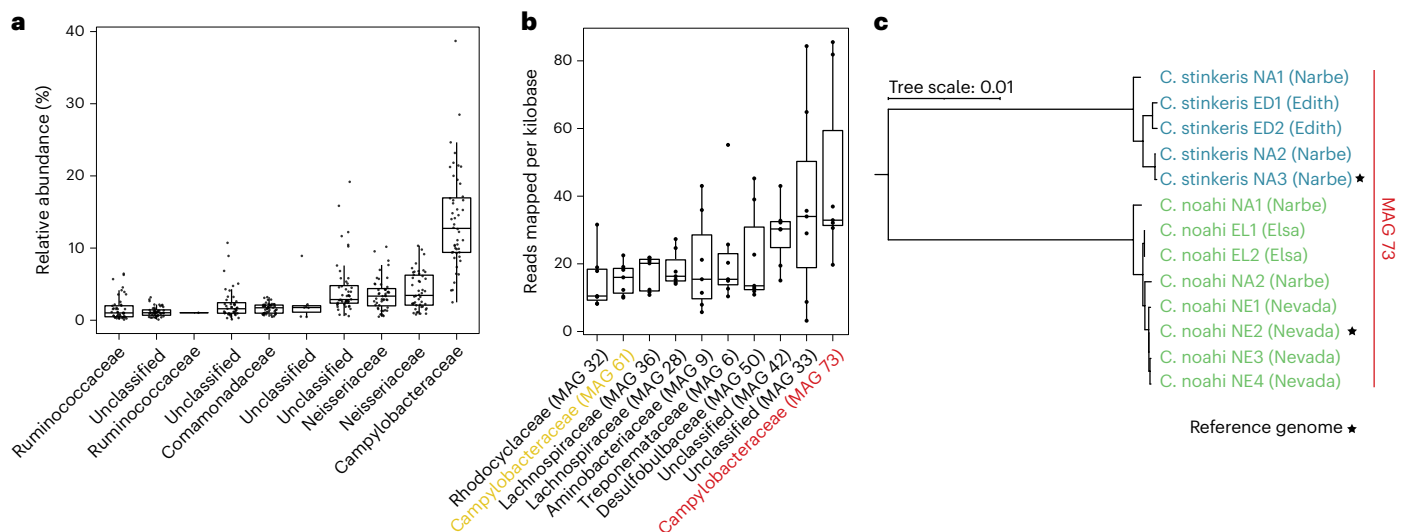 a
Relative abundance (%)
40
30
20
10
0
Ruminococcaceae
Unclassified
Ruminococcaceae
Unclassified
Comamonadaceae
Unclassified
Unclassified
Neisseriaceae
Neisseriaceae
Campylobacteraceae
b
Reads mapped per kilobase
80
60
40
20
0
Rhodocyclaceae (MAG 32)
Campylobacteraceae (MAG 61)
Lachnospiraceae (MAG 36)
Lachnospiraceae (MAG 28)
Aminobacteriaceae (MAG 9)
Treponemataceae (MAG 6)
Desulfobulbaceae (MAG 50)
Unclassified (MAG 42)
Unclassified (MAG 33)
Campylobacteraceae (MAG 73)
c
Tree scale: 0.01
C. stinkeris NA1 (Narbe)
C. stinkeris ED1 (Edith)
C. stinkeris ED2 (Edith)
C. stinkeris NA2 (Narbe)
C. stinkeris NA3 (Narbe)
C. noahi NA1 (Narbe)
C. noahi EL1 (Elsa)
C. noahi EL2 (Elsa)
C. noahi NA2 (Narbe)
C. noahi NE1 (Nevada)
C. noahi NE2 (Nevada)
C. noahi NE3 (Nevada)
C. noahi NE4 (Nevada)
MAG 73
Reference genome